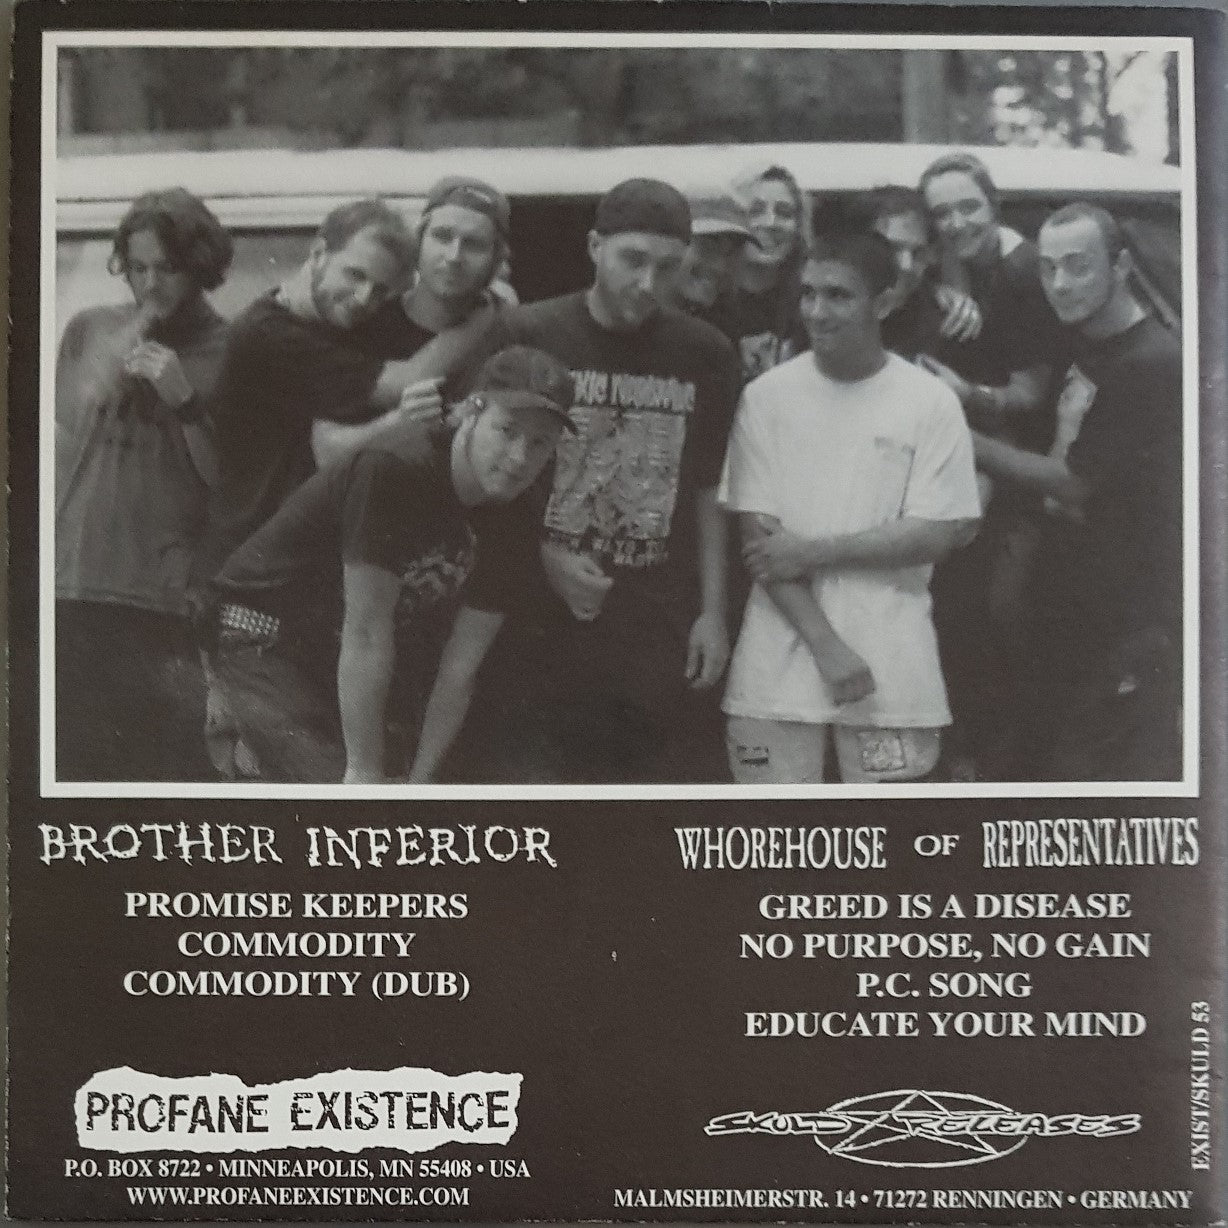 BROTHER INFERIOR
PROMISE KEEPERS
COMMODITY
COMMODITY (DUB)
WHOREHOUSE OF REPRESENTATIVES
GREED IS A DISEASE
NO PURPOSE, NO GAIN
P.C. SONG
EDUCATE YOUR MIND
PROFANE EXISTENCE
P.O. BOX 8722 • MINNEAPOLIS, MN 55408 • USA
WWW.PROFANEEXISTENCE.COM
SKULD RELEASES
MALMSHEIMERSTR. 14 • 71272 RENNINGEN • GERMANY
EXIST/SKULD 53